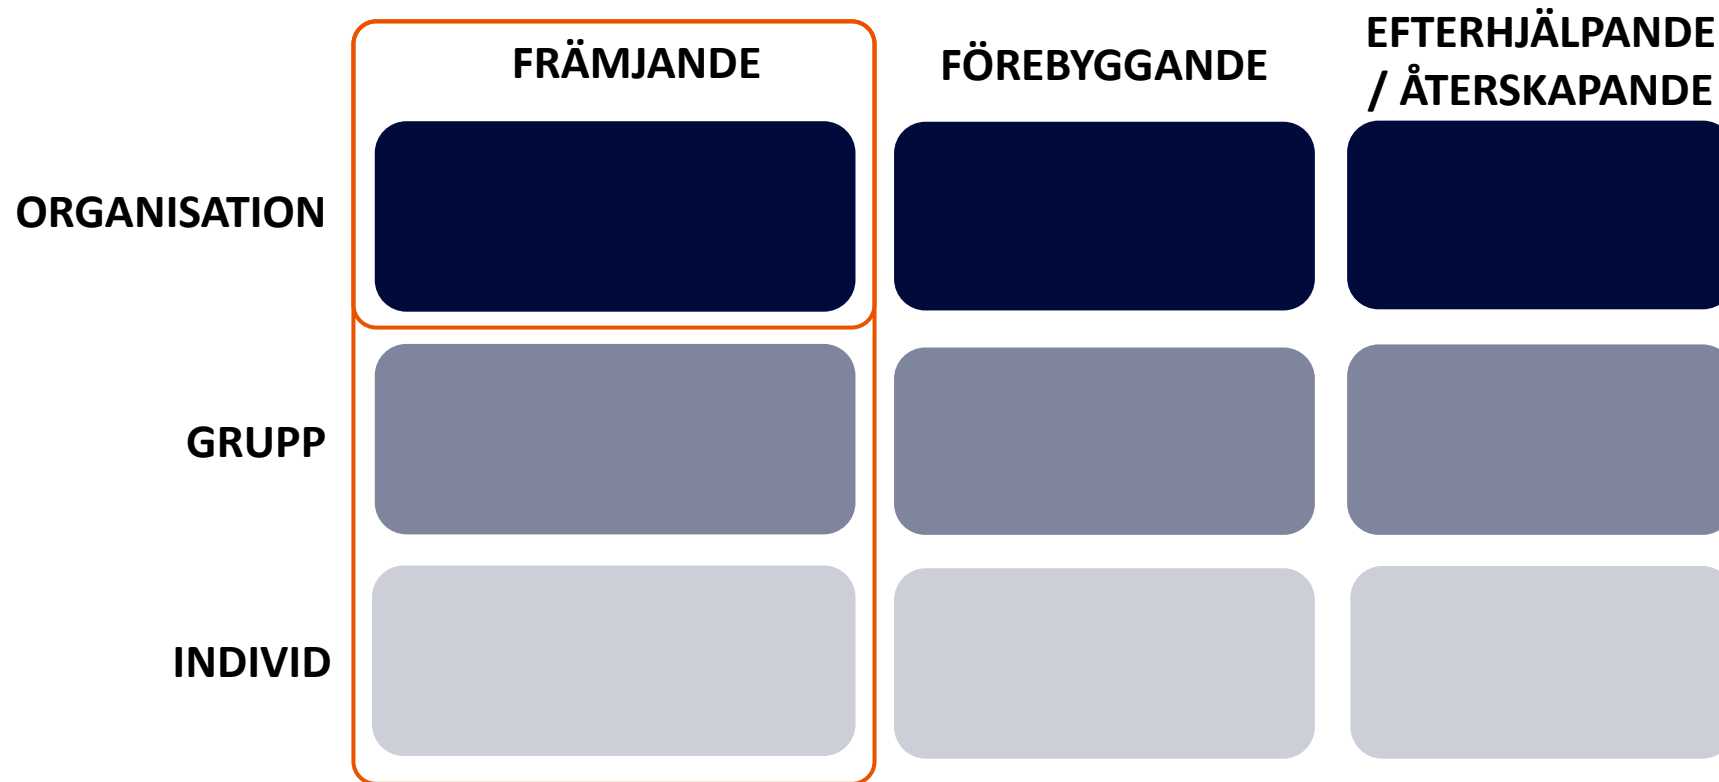 FRÄMJANDE
FÖREBYGGANDE
EFTERHJÄLPANDE
/ ÅTERSKAPANDE
ORGANISATION
GRUPP
INDIVID